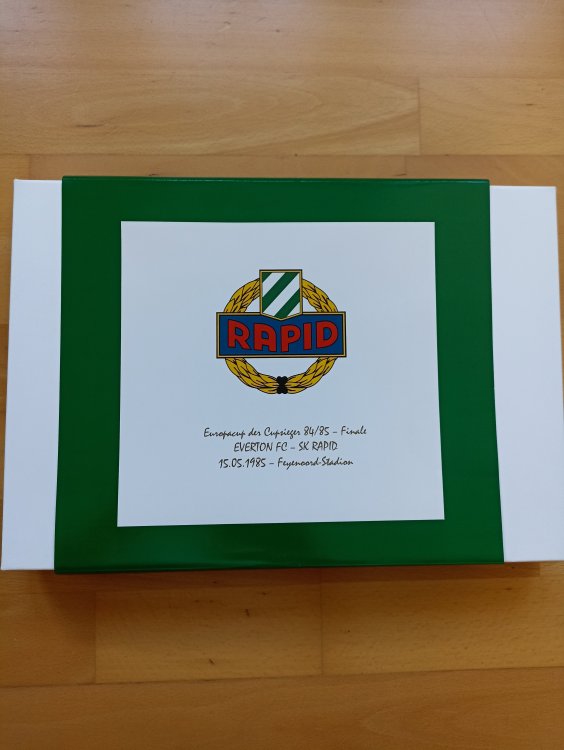 RAPID
Europacup der Cupsieger 84/85 – Finale
EVERTON FC – SK RAPID
15.05.1985 – Feyenoord-Stadion